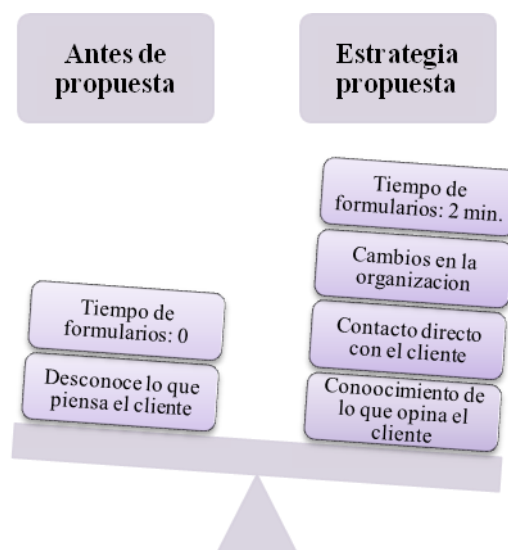 Antes de
propuesta
Estrategia
propuesta
Tiempo de
formularios: 0
Desconoce lo que
piensa el cliente
Tiempo de
formularios: 2 min.
Cambios en la
organizacion
Contacto directo
con el cliente
Conoocimiento de
lo que opina el
cliente